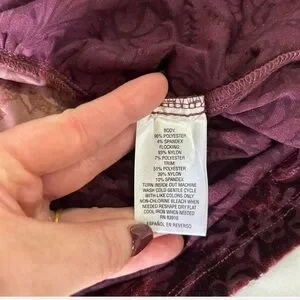 BODY:
96% POLYESTER
4% SPANDEX
FLOCKING:
93% NYLON
7% POLYESTER
TRIM:
51% POLYESTER
39% NYLON
10% SPANDEX
TURN INSIDE OUT MACHINE
WASH COLD GENTLE CYCLE
WITH LIKE COLORS ONLY
NON-CHLORINE BLEACH WHEN
NEEDED RESHAPE DRY FLAT
COOL IRON WHEN NEEDED
RN 83915
ESPAÑOL EN REVERSO